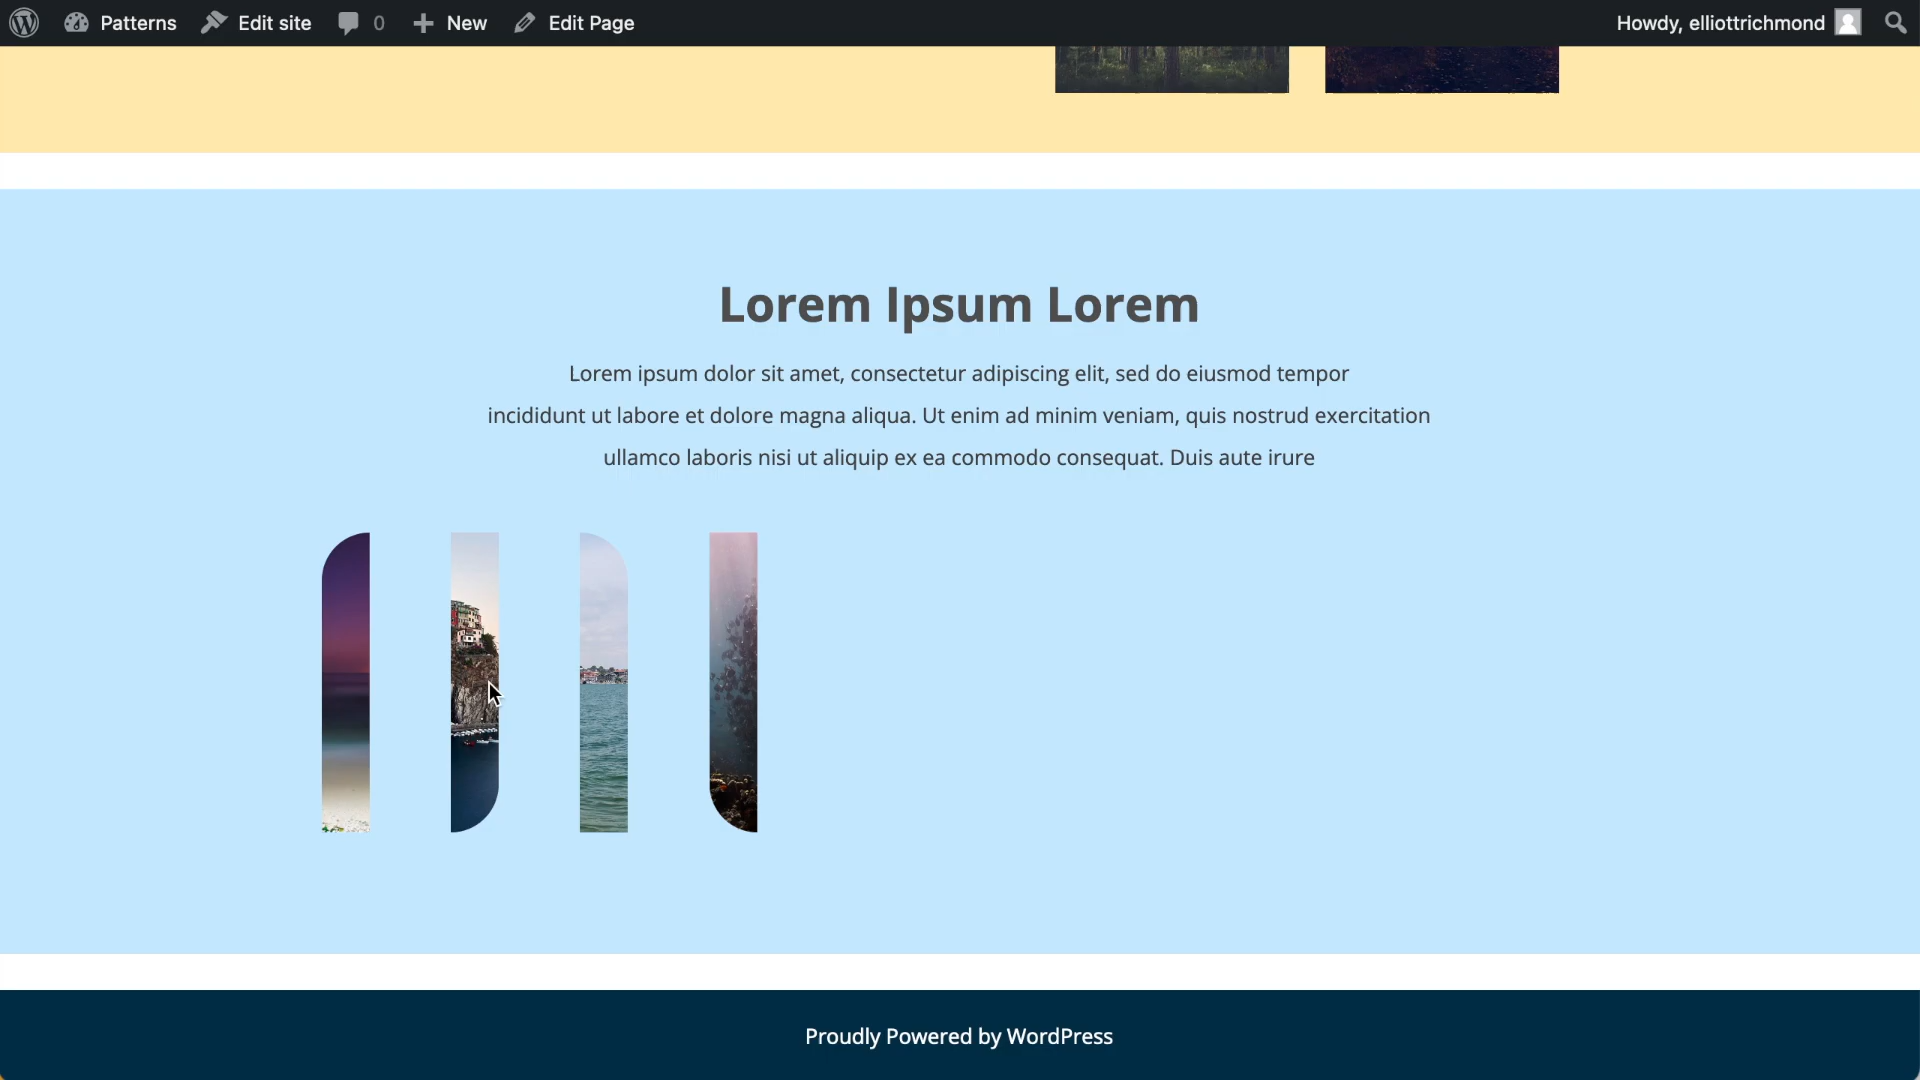 Patterns Edit site 0 New Edit Page Howdy, elliottrichmond
Lorem Ipsum Lorem
Lorem ipsum dolor sit amet, consectetur adipiscing elit, sed do eiusmod tempor
incididunt ut labore et dolore magna aliqua. Ut enim ad minim veniam, quis nostrud exercitation
ullamco laboris nisi ut aliquip ex ea commodo consequat. Duis aute irure
Proudly Powered by WordPress